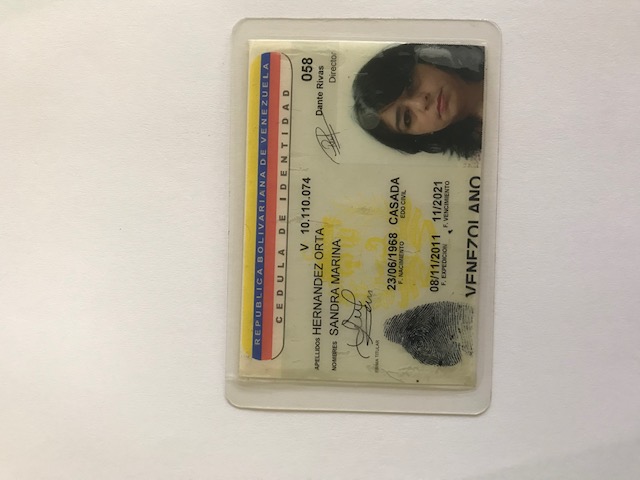 REPUBLICA BOLIVARIANA DE VENEZUELA
CEDULA DE IDENTIDAD
V 10.110.074 058
APELLIDOS HERNANDEZ ORTA Dante Rivas
NOMBRES SANDRA MARINA Director
FIRMA TITULAR
23/06/1968 CASADA
F. NACIMIENTO EDO CIVIL
08/11/2011 11/2021
F. EXPEDICION F. VENCIMIENTO
VENEZOLANO